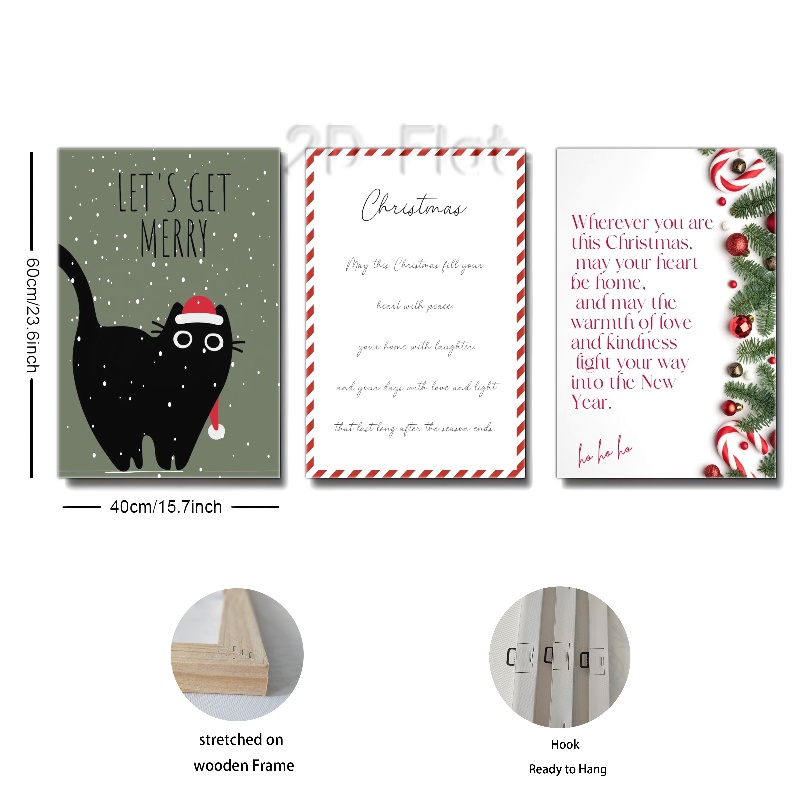 2D Flat
LET'S GET
MERRY
60cm/23.6inch
40cm/15.7inch
Christmas
May this Christmas fill your
heart with peace,
your home with laughter,
and your days with love and light
that last long after the season ends.
Wherever you are
this Christmas,
may your heart
be home,
and may the
warmth of love
and kindness
light your way
into the New
Year.
ho ho ho
stretched on
wooden Frame
Hook
Ready to Hang